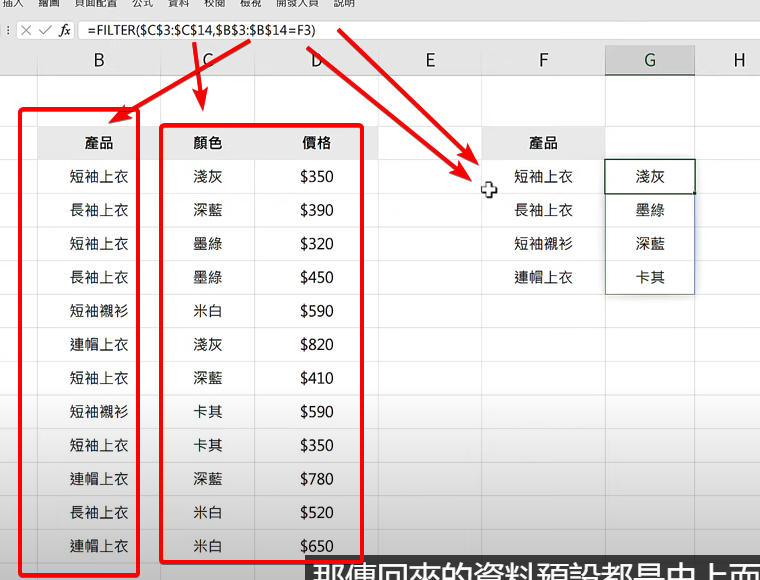 插入 繪圖 頁面配置 公式 資料 校閱 檢視 開發人員 說明
fx =FILTER($C$3:$C$14,$B$3:$B$14=F3)
B C D E F G H
產品 顏色 價格 產品
短袖上衣 淺灰 $350 短袖上衣 淺灰
長袖上衣 深藍 $390 長袖上衣 墨綠
短袖上衣 墨綠 $320 短袖襯衫 深藍
長袖上衣 墨綠 $450 連帽上衣 卡其
短袖襯衫 米白 $590
連帽上衣 淺灰 $820
短袖上衣 深藍 $410
短袖襯衫 卡其 $590
短袖上衣 卡其 $350
連帽上衣 深藍 $780
長袖上衣 米白 $520
連帽上衣 米白 $650
那傳回來的資料預設都是由上而